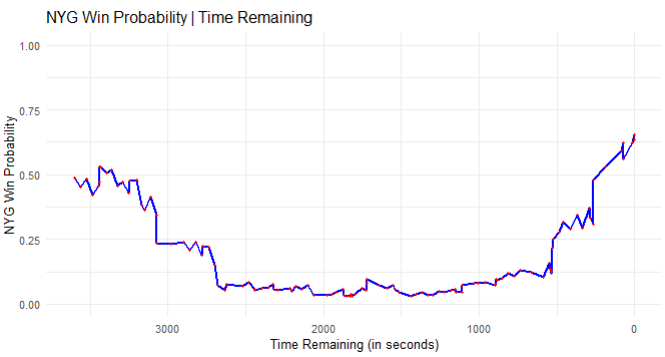 NYG Win Probability | Time Remaining
1.00
0.75
0.50
0.25
0.00
NYG Win Probability
3000 2000 1000 0
Time Remaining (in seconds)